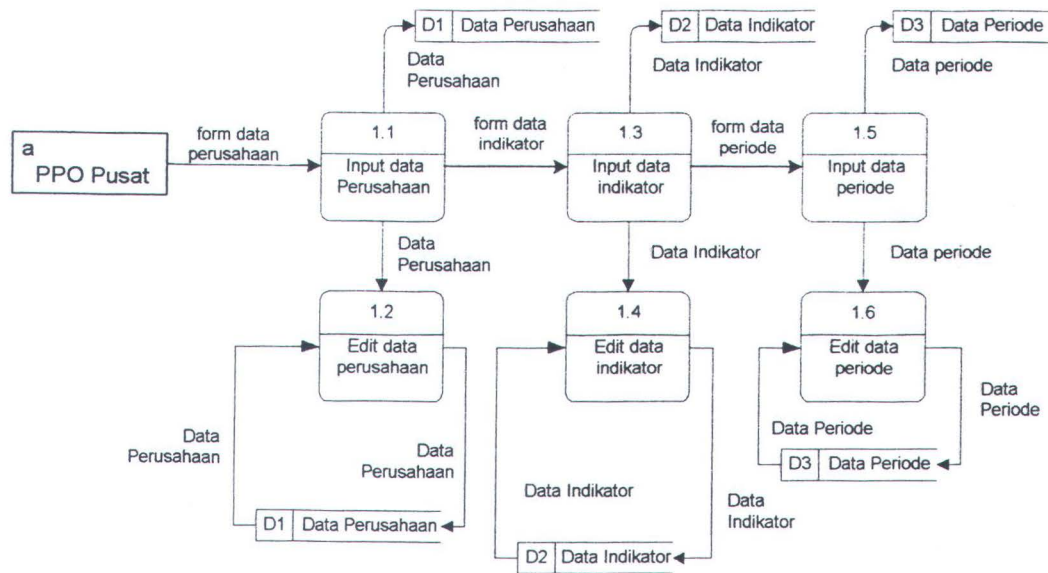 D1 Data Perusahaan
D2 Data Indikator
D3 Data Periode
Data
Perusahaan
Data Indikator
Data periode
a
PPO Pusat
form data
perusahaan
1.1
Input data
Perusahaan
form data
indikator
1.3
Input data
indikator
form data
periode
1.5
Input data
periode
Data
Perusahaan
Data Indikator
Data periode
1.2
Edit data
perusahaan
1.4
Edit data
indikator
1.6
Edit data
periode
Data
Perusahaan
Data
Perusahaan
Data Indikator
Data
Indikator
Data Periode
Data
Periode
D3 Data Periode
D1 Data Perusahaan
D2 Data Indikator